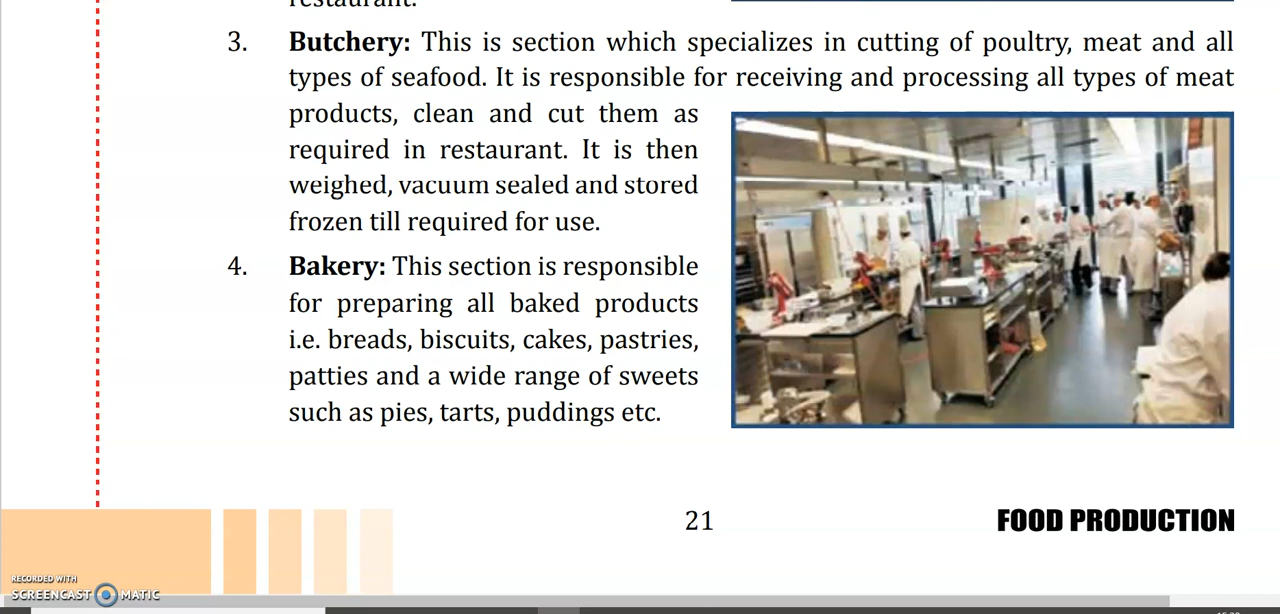 restaurant.
3. Butchery: This is section which specializes in cutting of poultry, meat and all
types of seafood. It is responsible for receiving and processing all types of meat
products, clean and cut them as
required in restaurant. It is then
weighed, vacuum sealed and stored
frozen till required for use.
4. Bakery: This section is responsible
for preparing all baked products
i.e. breads, biscuits, cakes, pastries,
patties and a wide range of sweets
such as pies, tarts, puddings etc.
21
FOOD PRODUCTION
RECORDED WITH
SCREENCAST MATIC